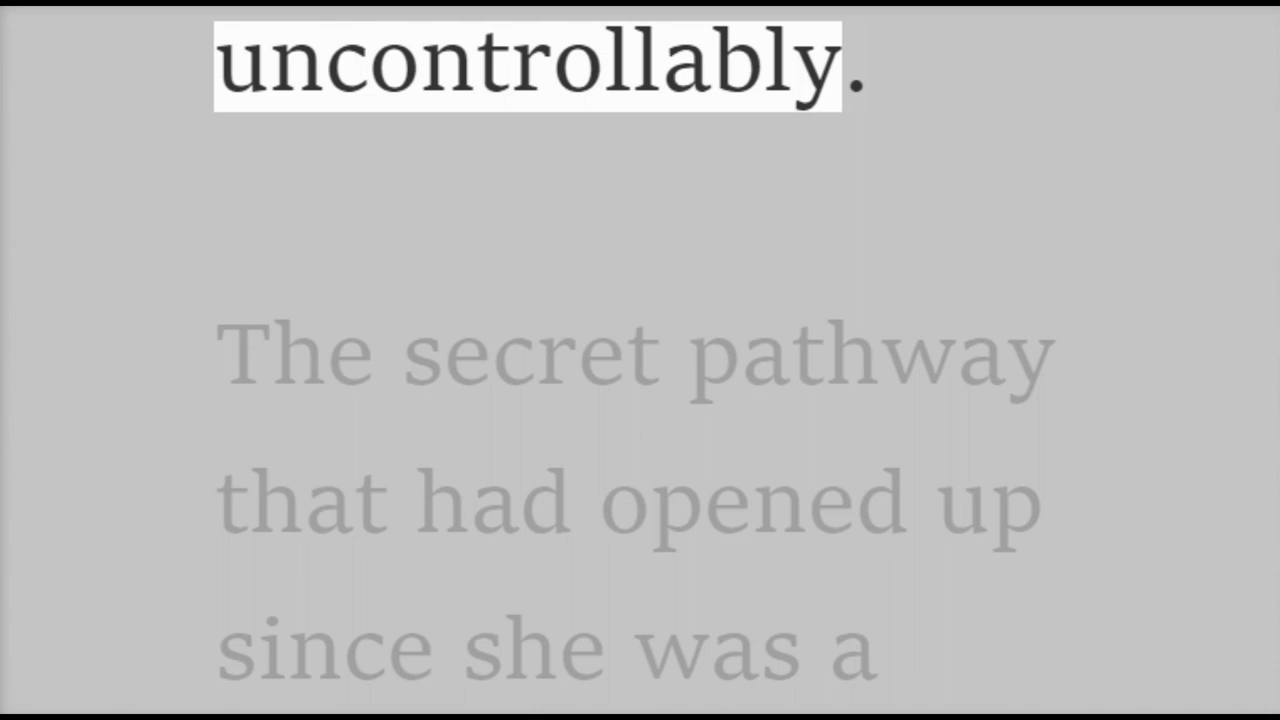 uncontrollably.
The secret pathway
that had opened up
since she was a